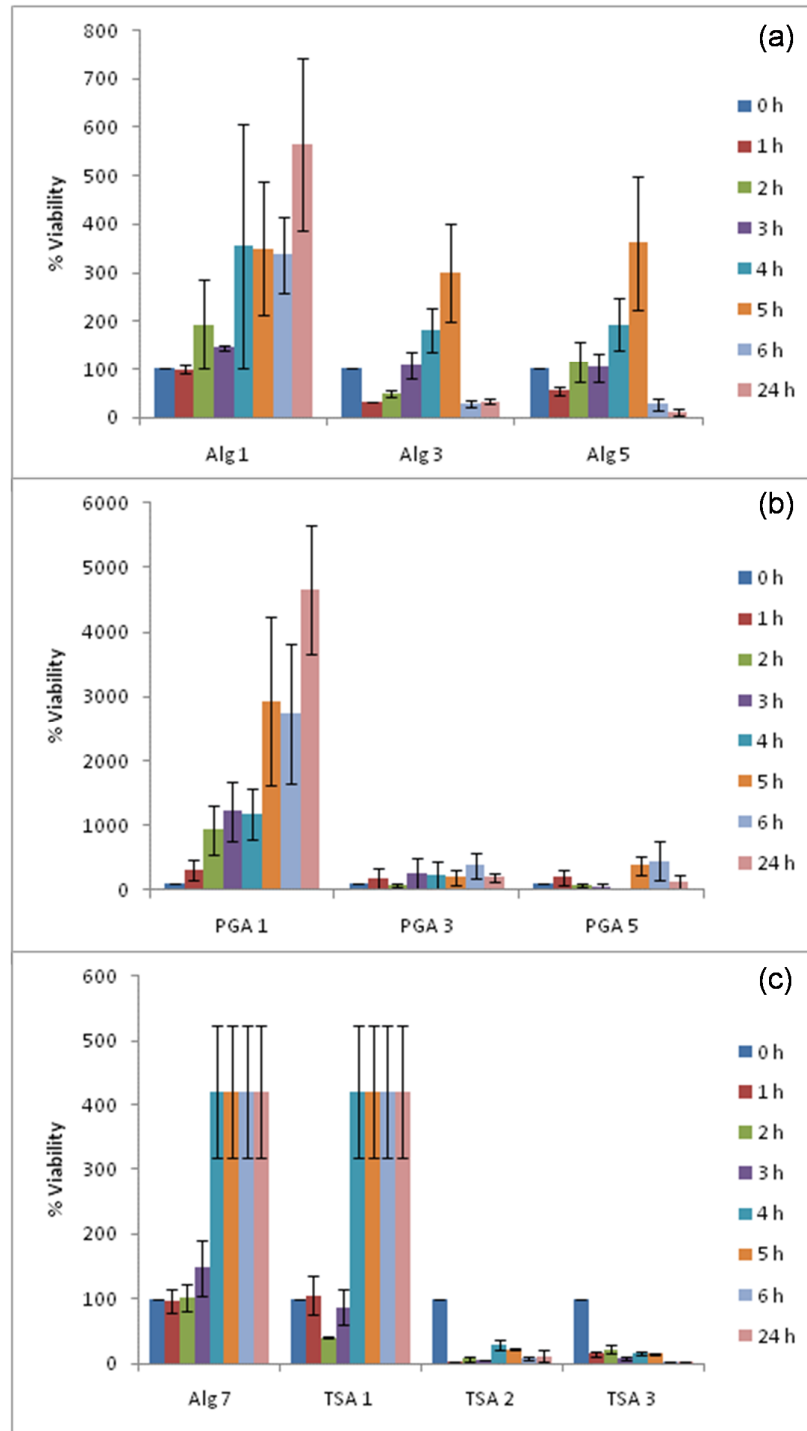 (a)
800
700
600
500
400
300
200
100
0
% Viability
Alg 1
Alg 3
Alg 5
0 h
1 h
2 h
3 h
4 h
5 h
6 h
24 h
(b)
6000
5000
4000
3000
2000
1000
0
% Viability
PGA 1
PGA 3
PGA 5
0 h
1 h
2 h
3 h
4 h
5 h
6 h
24 h
(c)
600
500
400
300
200
100
0
% Viability
Alg 7
TSA 1
TSA 2
TSA 3
0 h
1 h
2 h
3 h
4 h
5 h
6 h
24 h